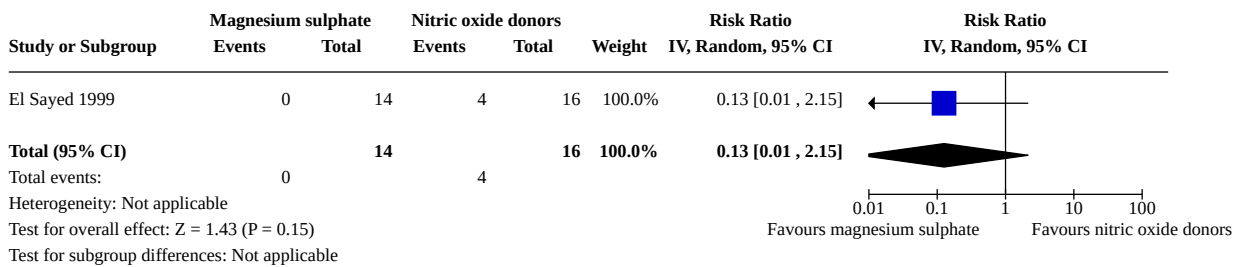 Magnesium sulphate Nitric oxide donors Risk Ratio Risk Ratio
Study or Subgroup Events Total Events Total Weight IV, Random, 95% CI IV, Random, 95% CI
El Sayed 1999 0 14 4 16 100.0% 0.13 [0.01 , 2.15]
Total (95% CI) 14 16 100.0% 0.13 [0.01 , 2.15]
Total events: 0 4
Heterogeneity: Not applicable
0.01 0.1 1 10 100
Test for overall effect: Z = 1.43 (P = 0.15)
Favours magnesium sulphate Favours nitric oxide donors
Test for subgroup differences: Not applicable